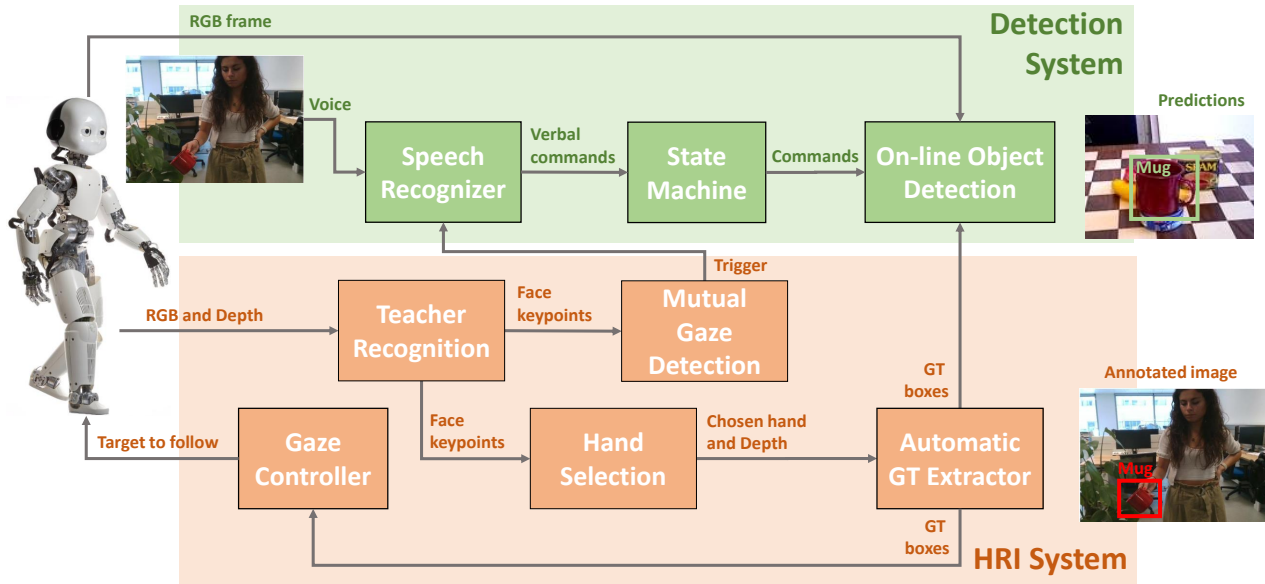 RGB frame
Detection
System
Voice
Predictions
Speech
Recognizer
Verbal
commands
State
Machine
Commands
On-line Object
Detection
Mug
SPAM
Trigger
RGB and Depth
Teacher
Recognition
Face
keypoints
Mutual
Gaze
Detection
GT
boxes
Annotated image
Target to follow
Gaze
Controller
Face
keypoints
Hand
Selection
Chosen hand
and Depth
Automatic
GT Extractor
Mug
GT
boxes
HRI System